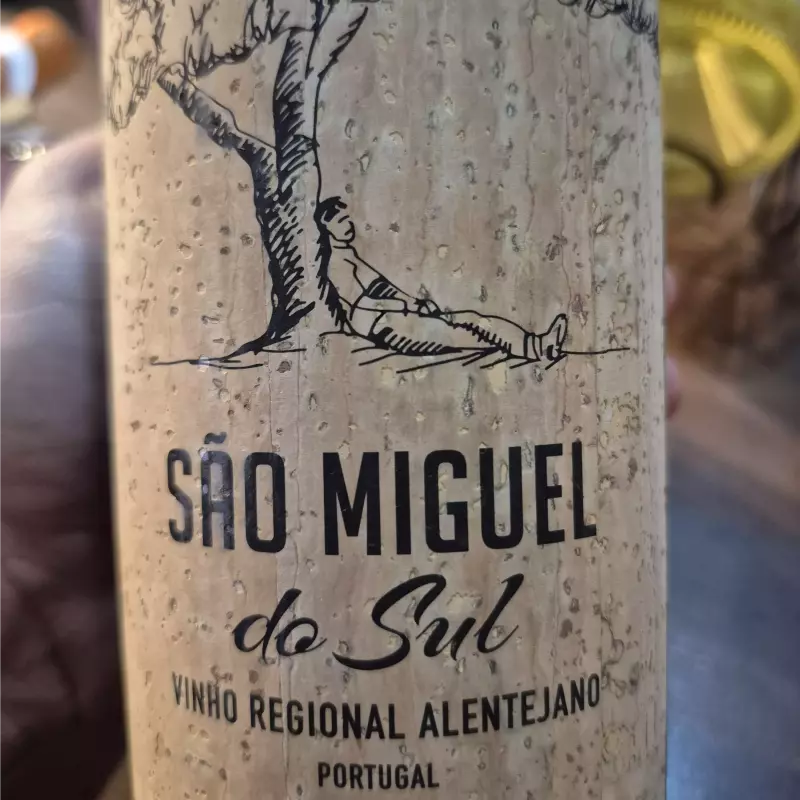 SÃO MIGUEL
do Sul
VINHO REGIONAL ALENTEJANO
PORTUGAL